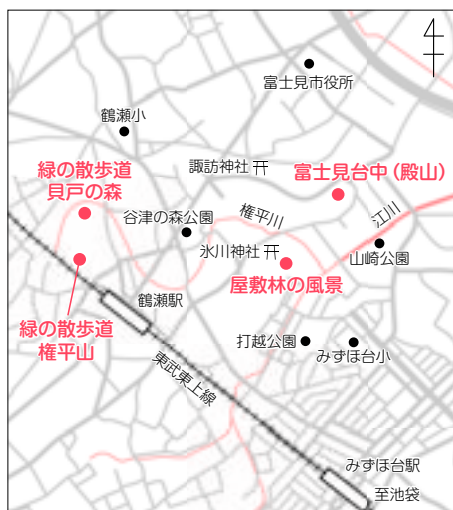 富士見市役所
鶴瀬小
諏訪神社
緑の散歩道
貝戸の森
富士見台中(殿山)
権平川
江川
谷津の森公園
氷川神社
山崎公園
屋敷林の風景
鶴瀬駅
緑の散歩道
権平山
打越公園
みずほ台小
東武東上線
みずほ台駅
至池袋